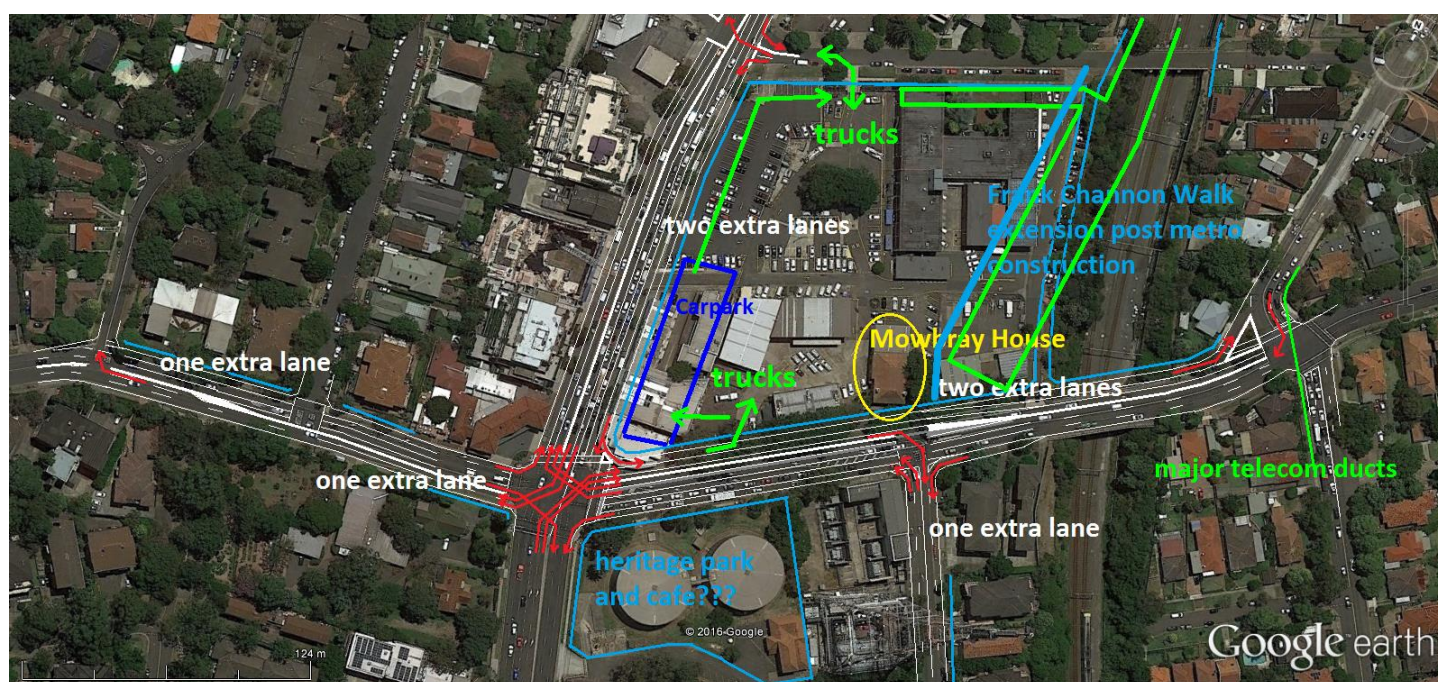 trucks
two extra lanes
Frank Channon Walk
extension post metro
construction
Carpark
Mowbray House
one extra lane
trucks
two extra lanes
one extra lane
major telecom ducts
one extra lane
heritage park
and cafe???
© 2016 Google
124 m
Google earth